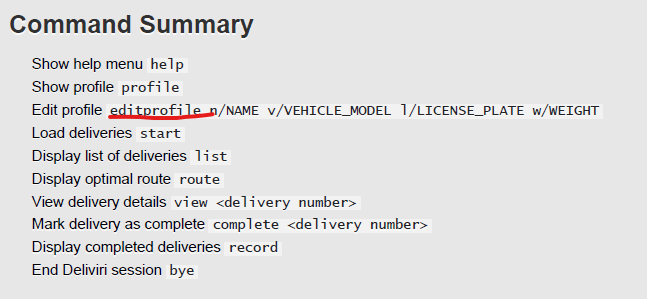 Command Summary
Show help menu help
Show profile profile
Edit profile editprofile n/NAME v/VEHICLE_MODEL l/LICENSE_PLATE w/WEIGHT
Load deliveries start
Display list of deliveries list
Display optimal route route
View delivery details view <delivery number>
Mark delivery as complete complete <delivery number>
Display completed deliveries record
End Deliviri session bye